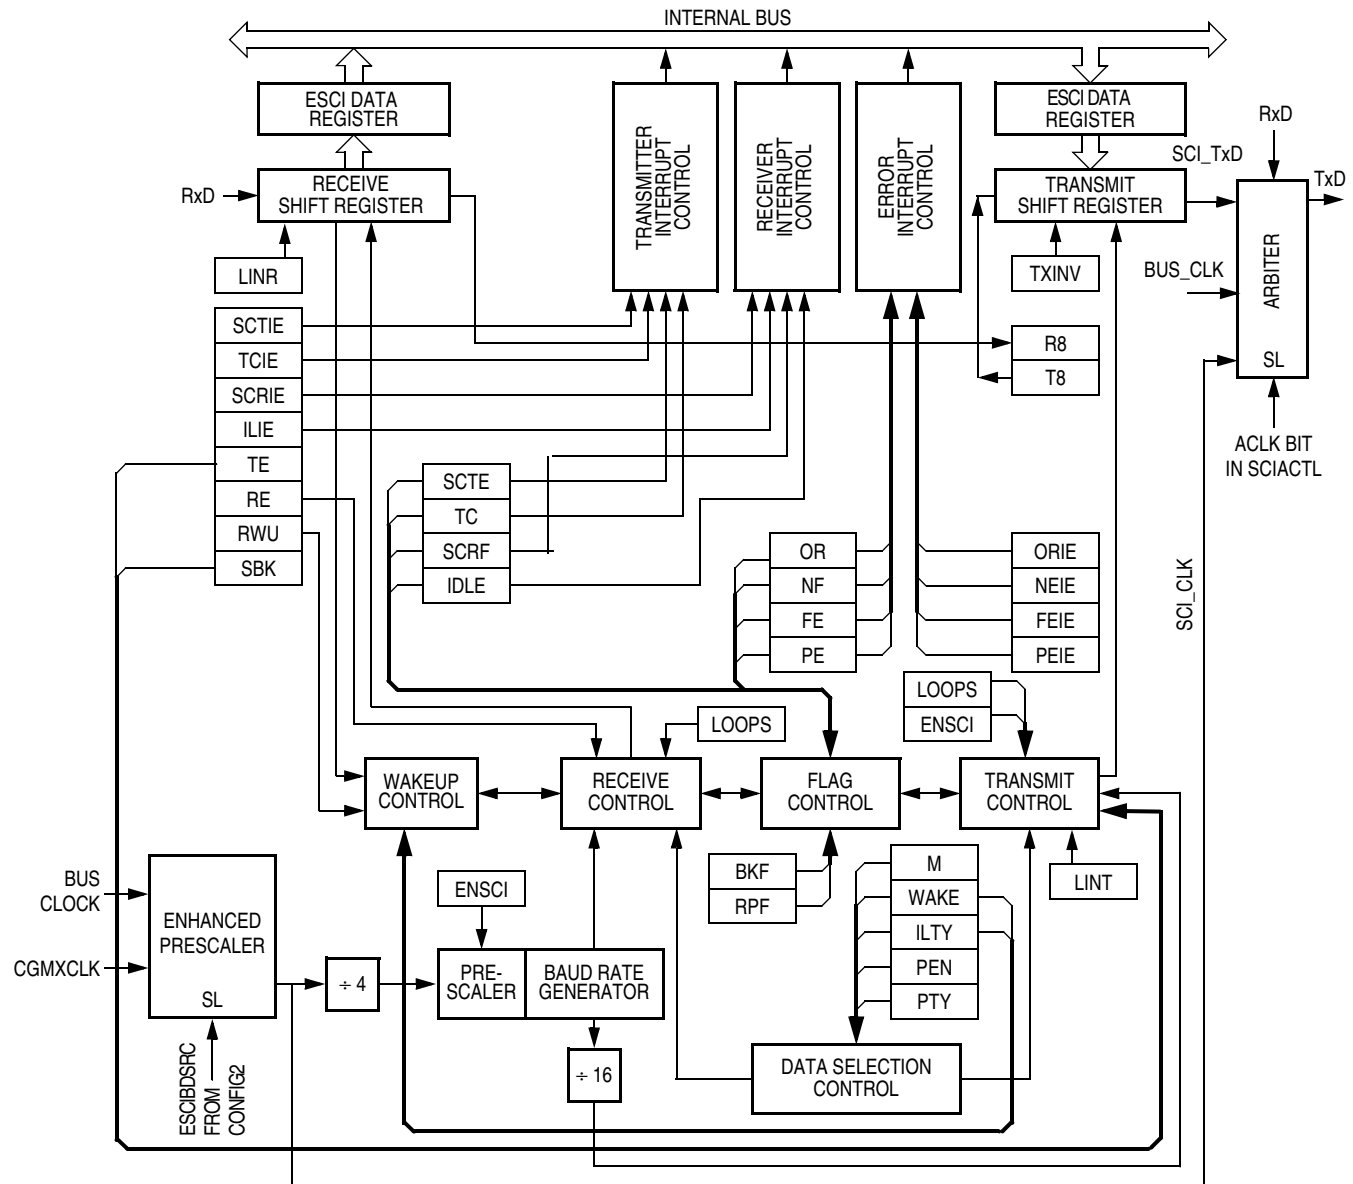 INTERNAL BUS
ESCI DATA
REGISTER
TRANSMITTER
INTERRUPT
CONTROL
RECEIVER
INTERRUPT
CONTROL
ERROR
INTERRUPT
CONTROL
ESCI DATA
REGISTER
RxD
SCI_TxD
TxD
RxD
RECEIVE
SHIFT REGISTER
TRANSMIT
SHIFT REGISTER
ARBITER
SL
LINR
TXINV
BUS_CLK
SCTIE
TCIE
SCRIE
ILIE
TE
RE
RWU
SBK
R8
T8
ACLK BIT
IN SCIACTL
SCTE
TC
SCRF
IDLE
OR
NF
FE
PE
ORIE
NEIE
FEIE
PEIE
SCI_CLK
LOOPS
LOOPS
ENSCI
WAKEUP
CONTROL
RECEIVE
CONTROL
FLAG
CONTROL
TRANSMIT
CONTROL
BKF
RPF
M
WAKE
ILTY
PEN
PTY
LINT
BUS
CLOCK
CGMXCLK
ENHANCED
PRESCALER
SL
ENSCI
÷ 4
PRE-
SCALER
BAUD RATE
GENERATOR
÷ 16
DATA SELECTION
CONTROL
ESCIBDSRC
FROM
CONFIG2